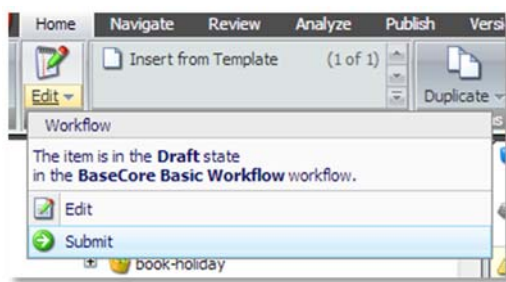 Home Navigate Review Analyze Publish Versi
Insert from Template (1 of 1)
Edit Duplicate
Workflow
The item is in the Draft state
in the BaseCore Basic Workflow workflow.
Edit
Submit
book-holiday